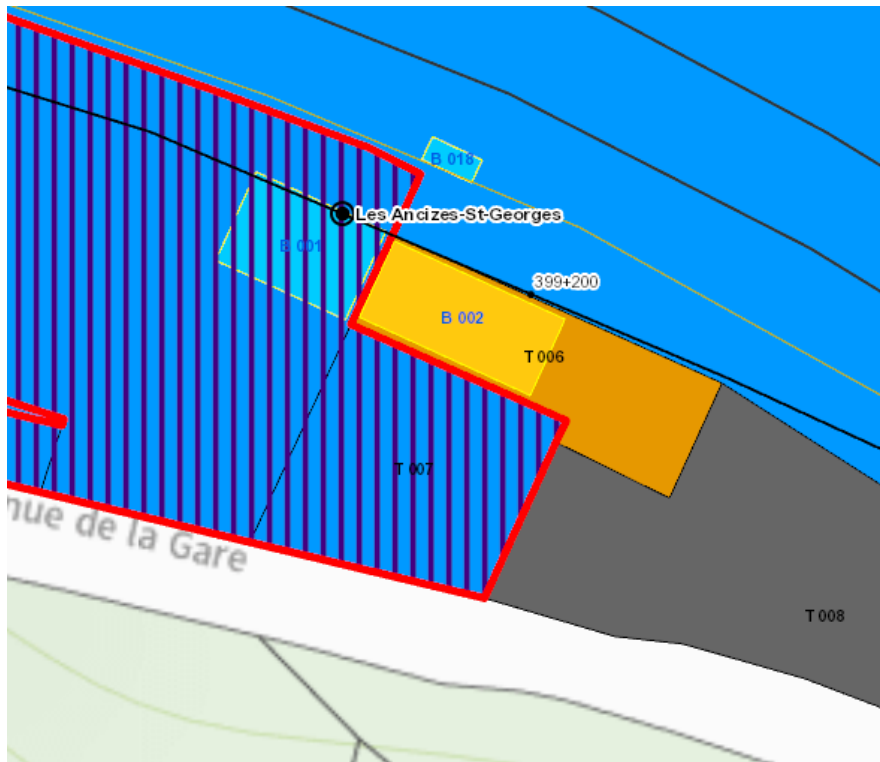 B 018
Les Ancizes-St-Georges
B 001
399+200
B 002
T 006
T 007
nue de la Gare
T 008